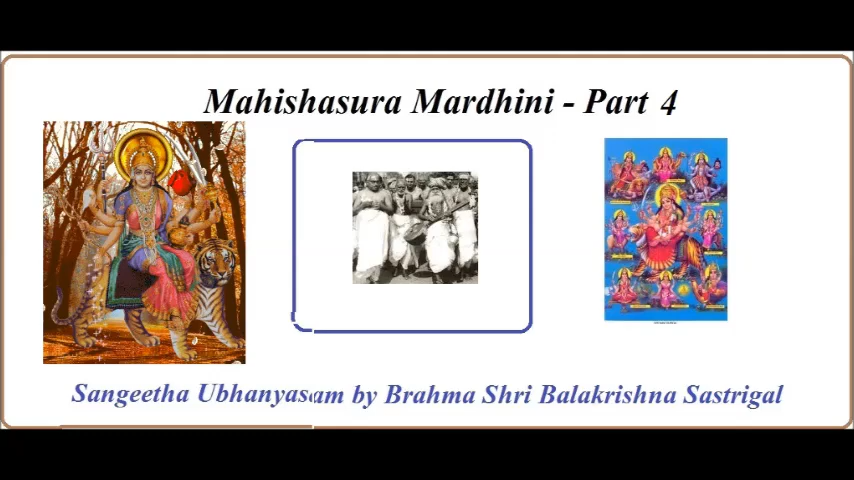 Mahishasura Mardhini - Part 4
Sangeetha Ubhanyasam by Brahma Shri Balakrishna Sastrigal